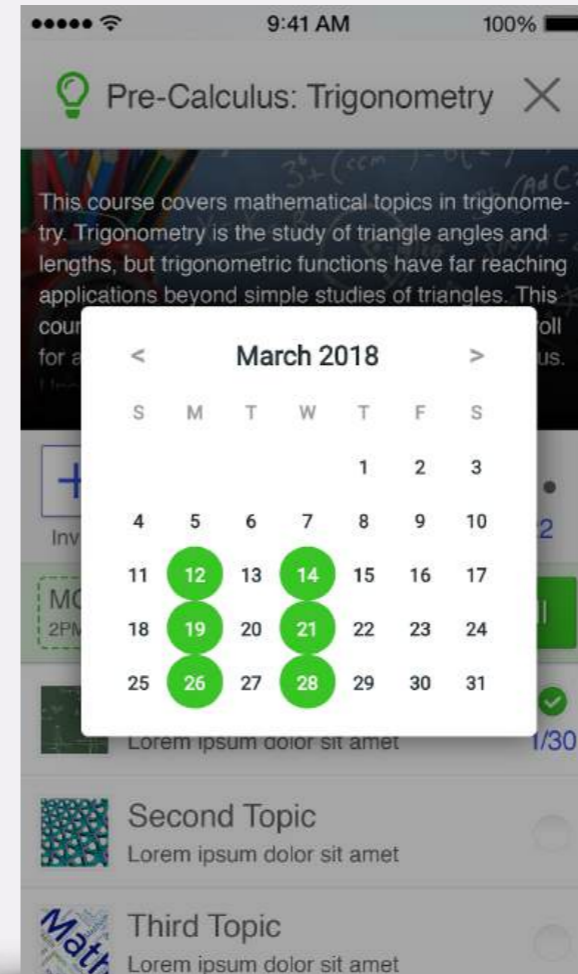 9:41 AM 100%
Pre-Calculus: Trigonometry
This course covers mathematical topics in trigonome-
try. Trigonometry is the study of triangle angles and
lengths, but trigonometric functions have far reaching
applications beyond simple studies of triangles. This
for a
< March 2018 >
S M T W T F S
1 2 3
4 5 6 7 8 9 10
11 12 13 14 15 16 17
18 19 20 21 22 23 24
25 26 27 28 29 30 31
Lorem ipsum dolor sit amet
1/30
Second Topic
Lorem ipsum dolor sit amet
Math
Third Topic
Lorem ipsum dolor sit amet